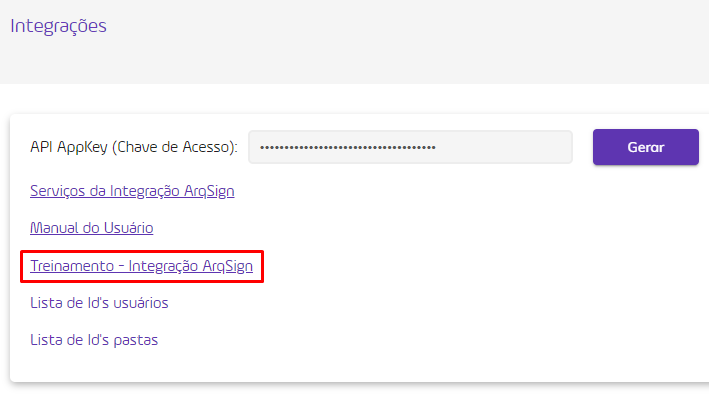 Integrações
API AppKey (Chave de Acesso): ••••••••••••••••••••••••••••••••••••
Gerar
Serviços da Integração ArqSign
Manual do Usuário
Treinamento - Integração ArqSign
Lista de Id's usuários
Lista de Id's pastas